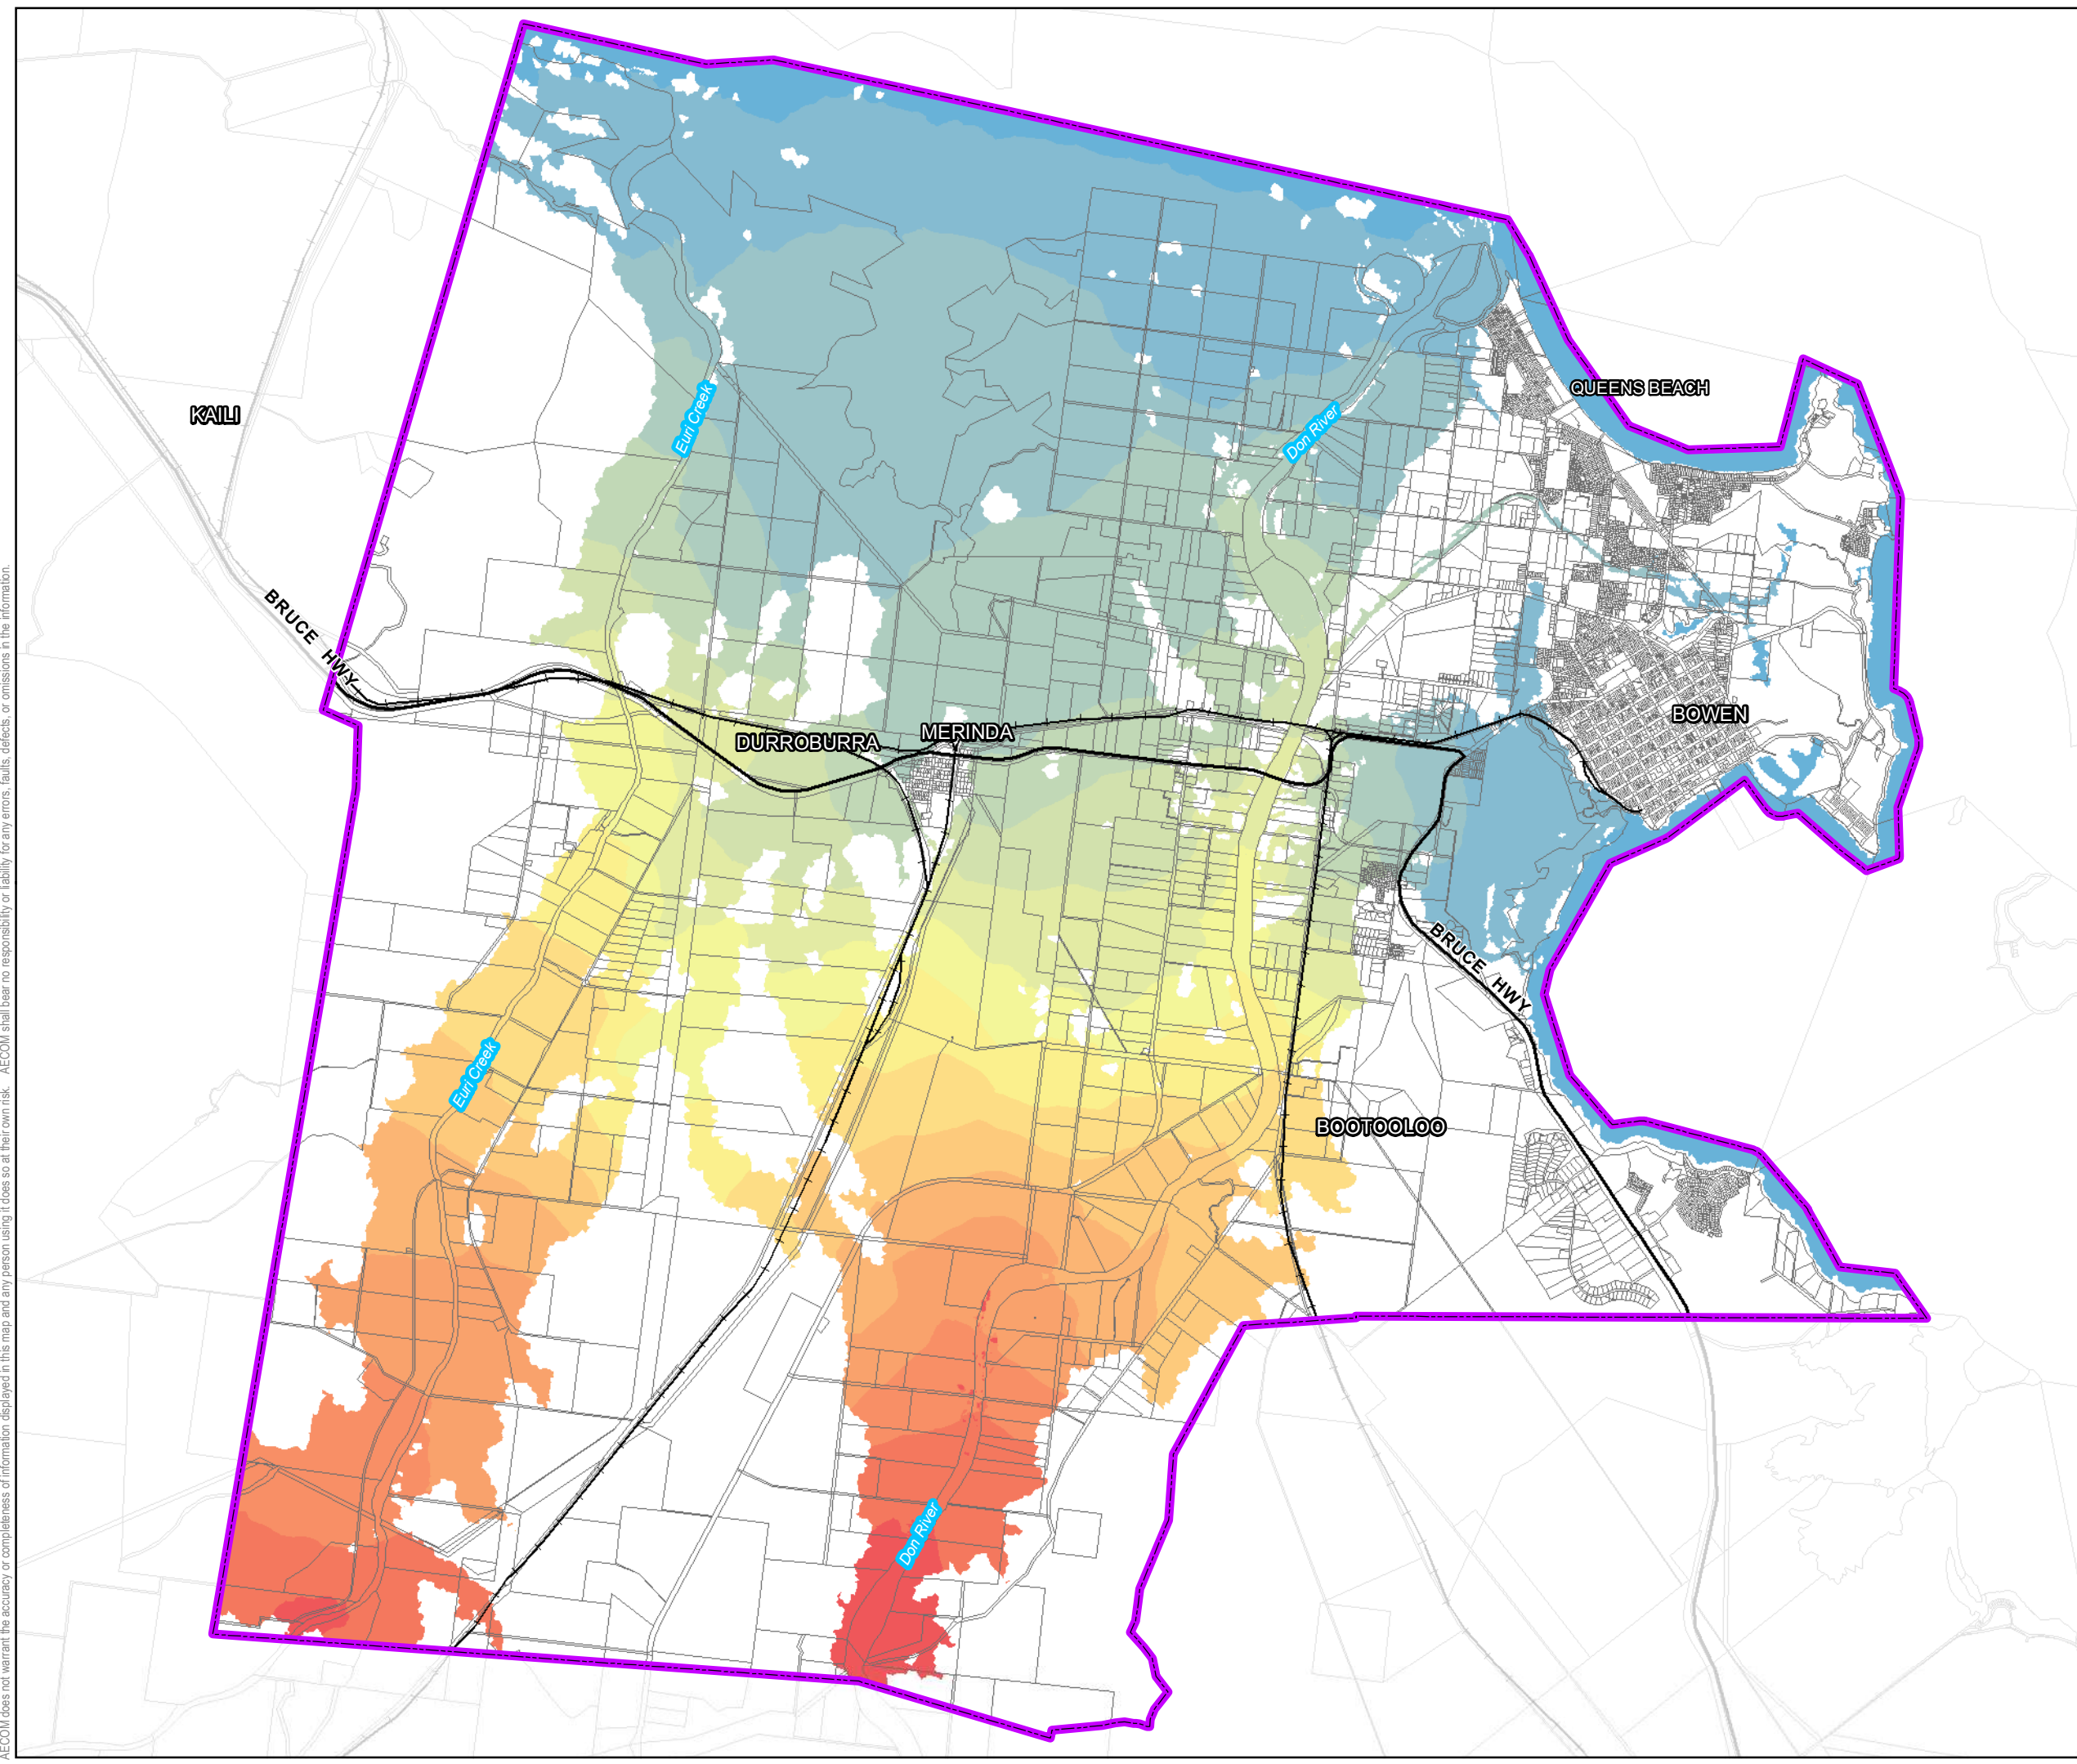 QUEENS BEACH
KAILI
Euri Creek
Don River
BRUCE HWY
BOWEN
MERINDA
DURROBURRA
BRUCE HWY
Euri Creek
BOOTOOLOO
Don River
AECOM does not warrant the accuracy or completeness of information displayed in this map and any person using it does so at their own risk. AECOM shall bear no responsibility or liability for any errors, faults, defects, or omissions in the information.